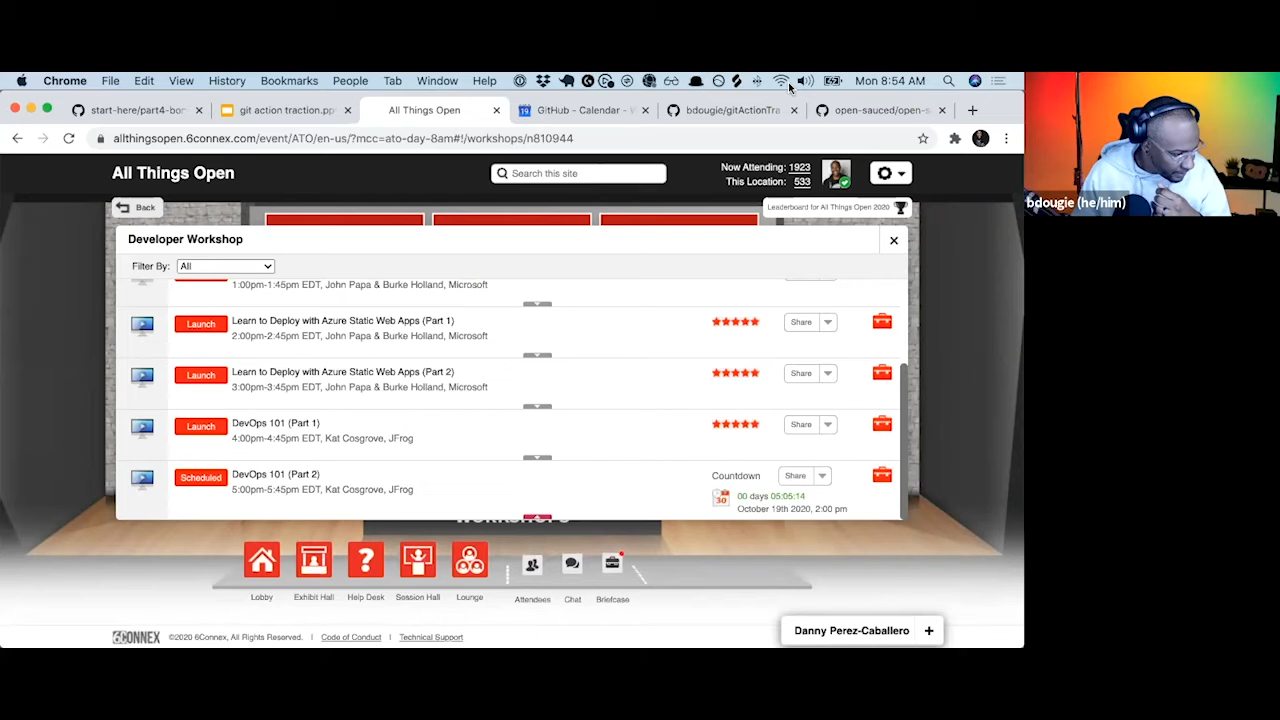 Chrome File Edit View History Bookmarks People Tab Window Help Mon 8:54 AM
start-here/part4-bor git action traction.pp All Things Open GitHub - Calendar - bdougie/gitActionTra open-sauced/open-s
allthingsopen.6connex.com/event/ATO/en-us/?mcc=ato-day-8am#!/workshops/n810944
All Things Open
Search this site
Now Attending: 1923
This Location: 533
Back
Leaderboard for All Things Open 2020
bdougie (he/him)
Developer Workshop
Filter By: All
1:00pm-1:45pm EDT, John Papa & Burke Holland, Microsoft
Launch Learn to Deploy with Azure Static Web Apps (Part 1) Share
2:00pm-2:45pm EDT, John Papa & Burke Holland, Microsoft
Launch Learn to Deploy with Azure Static Web Apps (Part 2) Share
3:00pm-3:45pm EDT, John Papa & Burke Holland, Microsoft
Launch DevOps 101 (Part 1) Share
4:00pm-4:45pm EDT, Kat Cosgrove, JFrog
Scheduled DevOps 101 (Part 2) Countdown Share
5:00pm-5:45pm EDT, Kat Cosgrove, JFrog
30 00 days 05:05:14
October 19th 2020, 2:00 pm
Lobby Exhibit Hall Help Desk Session Hall Lounge Attendees Chat Briefcase
6CONNEX ©2020 6Connex, All Rights Reserved. | Code of Conduct | Technical Support
Danny Perez-Caballero +